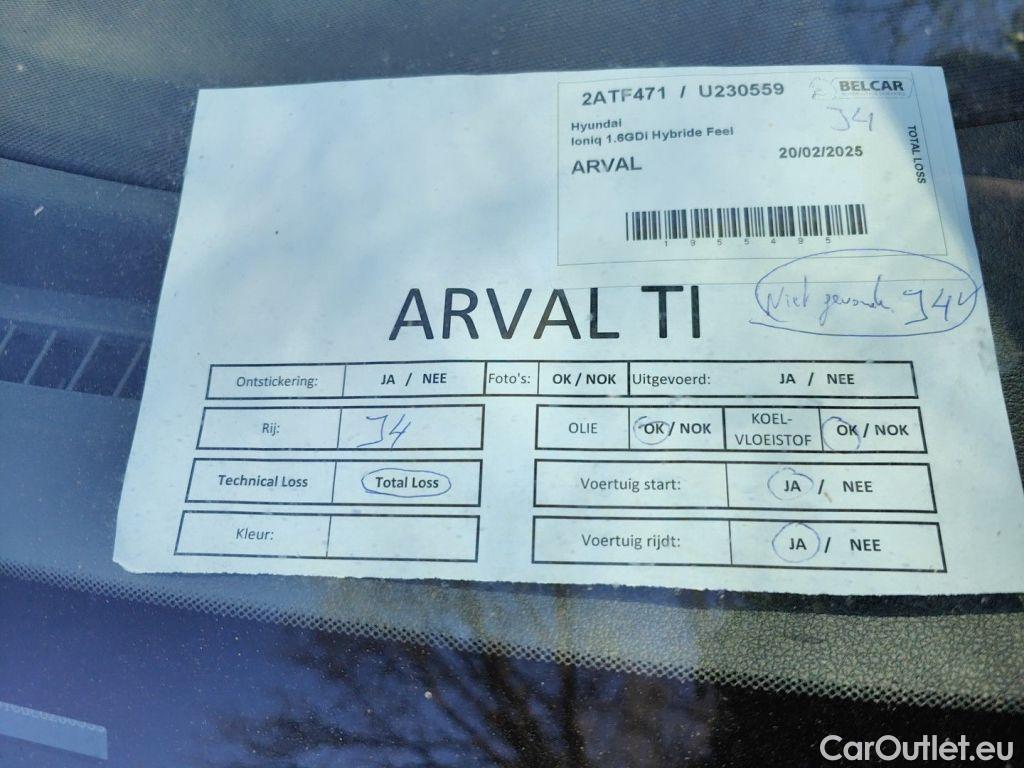 2ATF471 / U230559
BELCAR
J4
Hyundai
Ioniq 1.6GDi Hybride Feel
ARVAL
20/02/2025
TOTAL LOSS
1955495
ARVAL TI
Niet gevonden J4
Ontstickering: JA / NEE Foto's: OK / NOK Uitgevoerd: JA / NEE
Rij: J4
OLIE OK / NOK KOEL-VLOEISTOF OK / NOK
Technical Loss Total Loss
Voertuig start: JA / NEE
Kleur:
Voertuig rijdt: JA / NEE
CarOutlet.eu